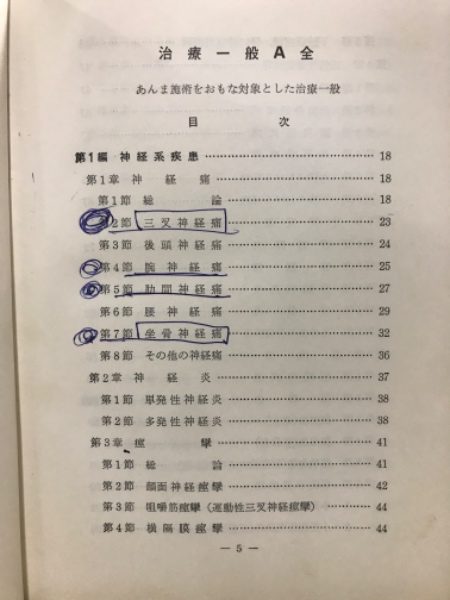 治療一般A全
あんま施術をおもな対象とした治療一般
目 次
第1編 神経系疾患 …… 18
第1章 神経痛 …… 18
第1節 総論 …… 18
第2節 三叉神経痛 …… 23
第3節 後頭神経痛 …… 24
第4節 腕神経痛 …… 25
第5節 肋間神経痛 …… 27
第6節 腰神経痛 …… 29
第7節 坐骨神経痛 …… 32
第8節 その他の神経痛 …… 36
第2章 神経炎 …… 37
第1節 単発性神経炎 …… 38
第2節 多発性神経炎 …… 38
第3章 痙攣 …… 41
第1節 総論 …… 41
第2節 顔面神経痙攣 …… 42
第3節 咀嚼筋痙攣（運動性三叉神経痙攣） …… 44
第4節 横隔膜痙攣 …… 44
― 5 ―